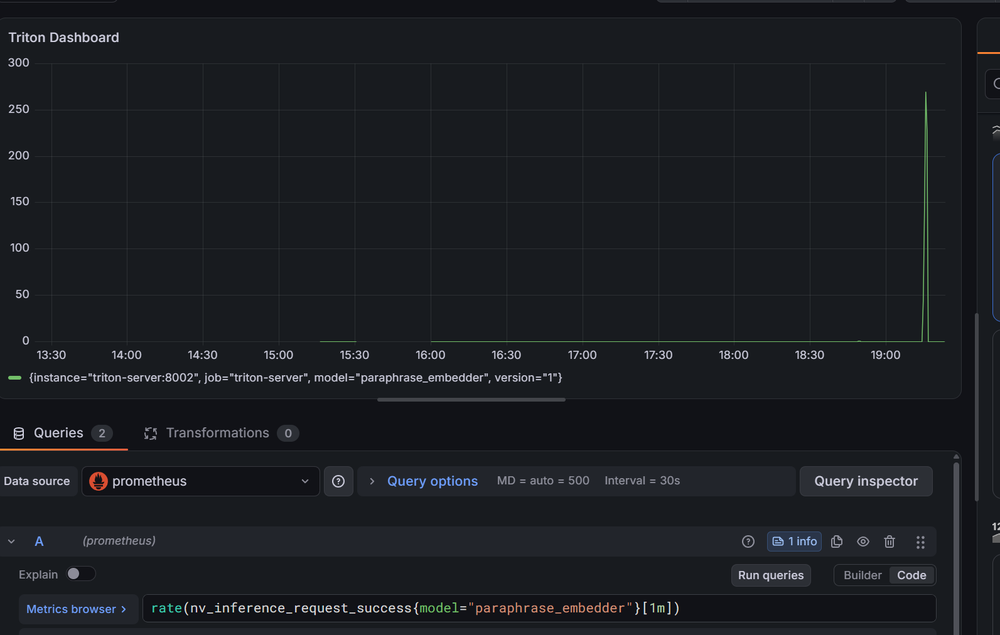 Triton Dashboard
300
250
200
150
100
50
0
13:30 14:00 14:30 15:00 15:30 16:00 16:30 17:00 17:30 18:00 18:30 19:00
{instance="triton-server:8002", job="triton-server", model="paraphrase_embedder", version="1"}
Queries 2 Transformations 0
Data source prometheus Query options MD = auto = 500 Interval = 30s Query inspector
12
A (prometheus) 1 info
Explain Run queries Builder Code
Metrics browser > rate(nv_inference_request_success{model="paraphrase_embedder"}[1m])